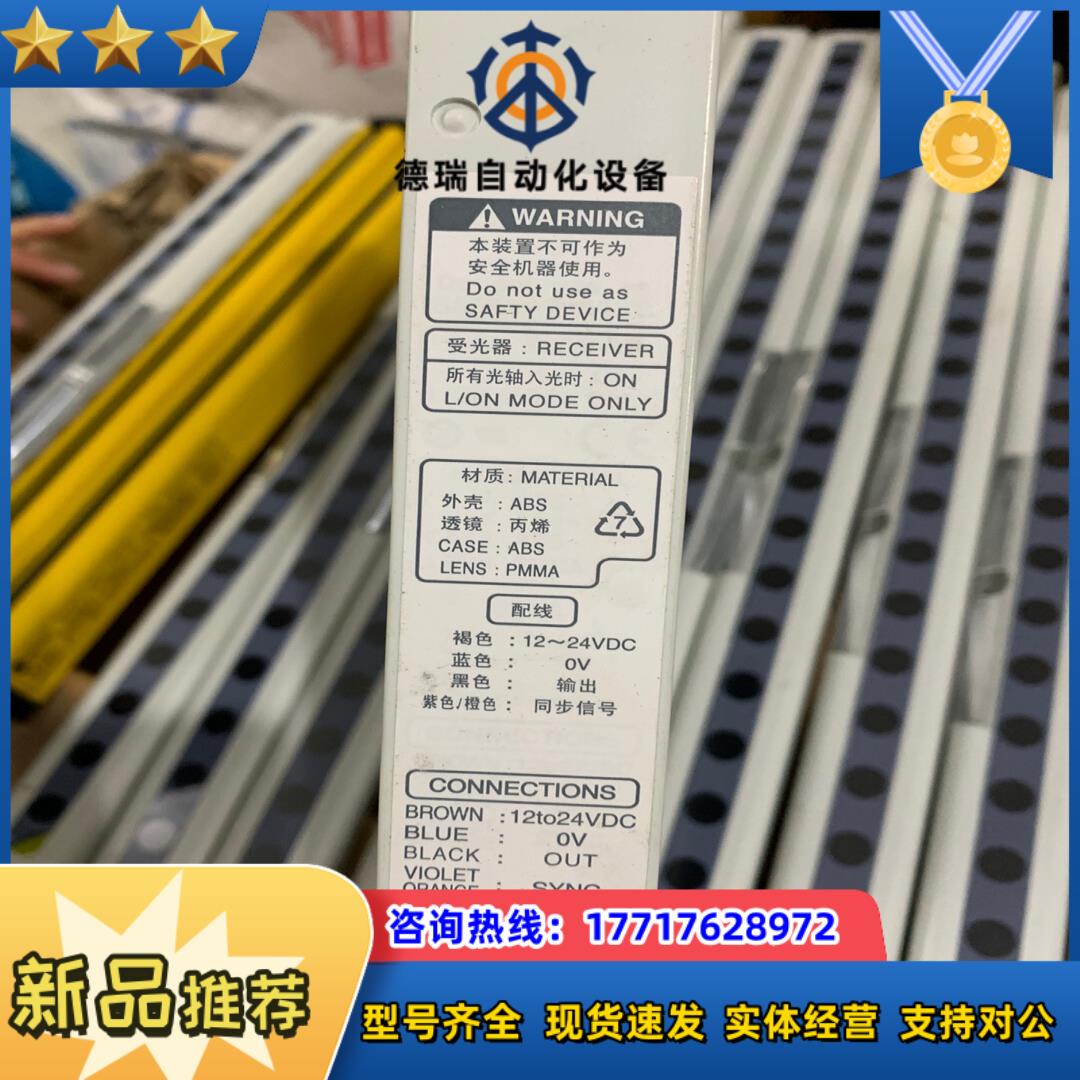 德瑞自动化设备
WARNING
本装置不可作为
安全机器使用。
Do not use as
SAFTY DEVICE
受光器 : RECEIVER
所有光轴入光时 : ON
L/ON MODE ONLY
材质 : MATERIAL
外壳 : ABS
透镜 : 丙烯
CASE : ABS
LENS : PMMA
7
配线
褐色 : 12～24VDC
蓝色 : 0V
黑色 : 输出
紫色/橙色 : 同步信号
CONNECTIONS
BROWN : 12to24VDC
BLUE : 0V
BLACK : OUT
VIOLET
ORANGE : SYNC
咨询热线：17717628972
新品推荐
型号齐全 现货速发 实体经营 支持对公